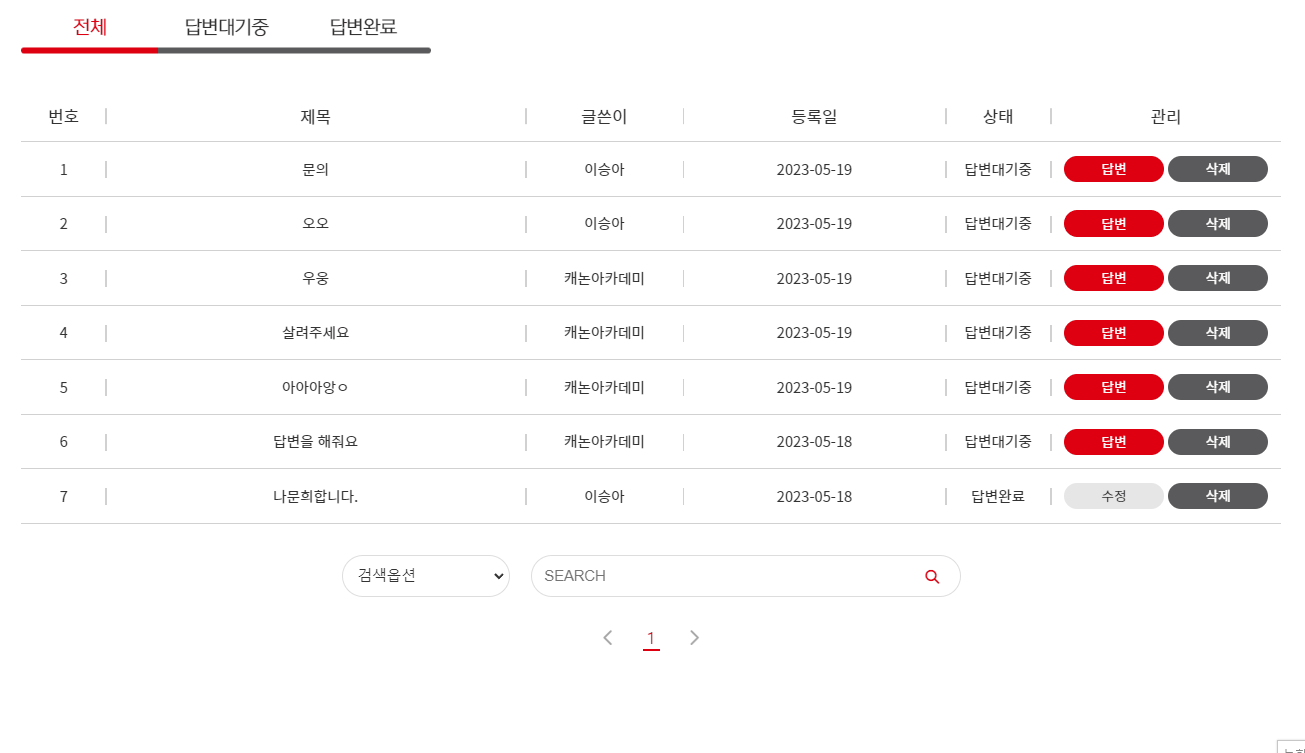 전체 답변대기중 답변완료
번호 제목 글쓴이 등록일 상태 관리
1 문의 이승아 2023-05-19 답변대기중 답변 삭제
2 오오 이승아 2023-05-19 답변대기중 답변 삭제
3 우웅 캐논아카데미 2023-05-19 답변대기중 답변 삭제
4 살려주세요 캐논아카데미 2023-05-19 답변대기중 답변 삭제
5 아아아앙ㅇ 캐논아카데미 2023-05-19 답변대기중 답변 삭제
6 답변을 해줘요 캐논아카데미 2023-05-18 답변대기중 답변 삭제
7 나문희합니다. 이승아 2023-05-18 답변완료 수정 삭제
검색옵션 SEARCH
1